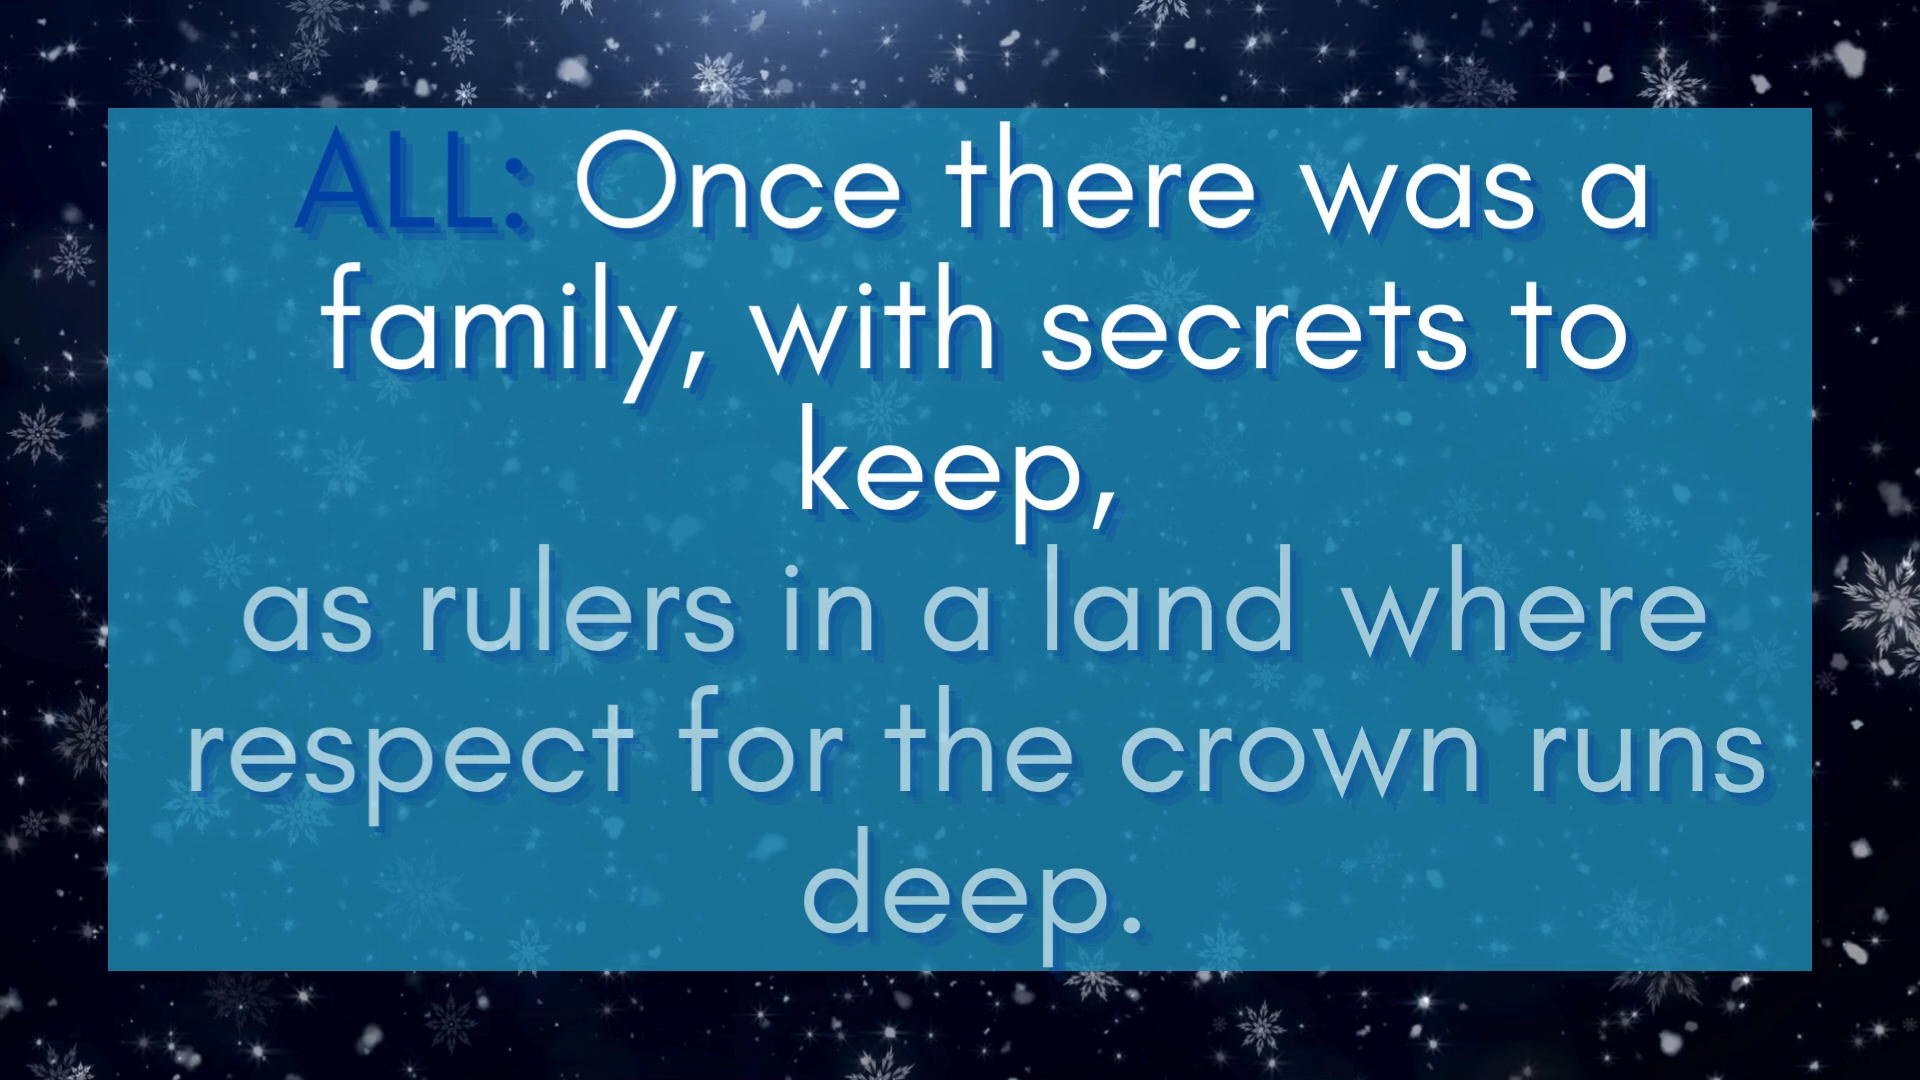 ALL: Once there was a
family, with secrets to
keep,
as rulers in a land where
respect for the crown runs
deep.